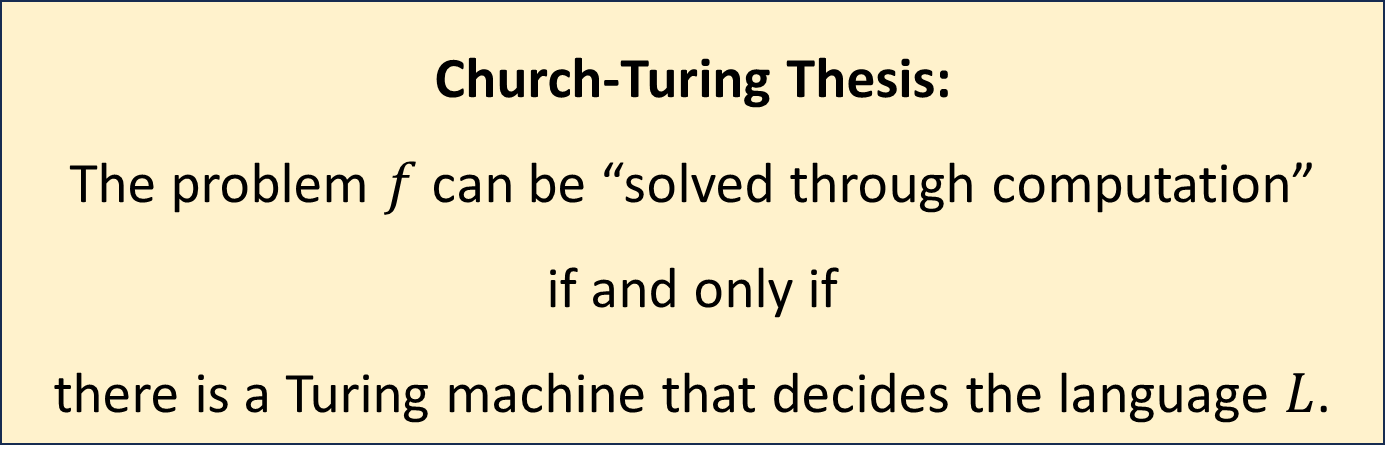 Church-Turing Thesis:
The problem 𝑓 can be “solved through computation”
if and only if
there is a Turing machine that decides the language 𝐿.